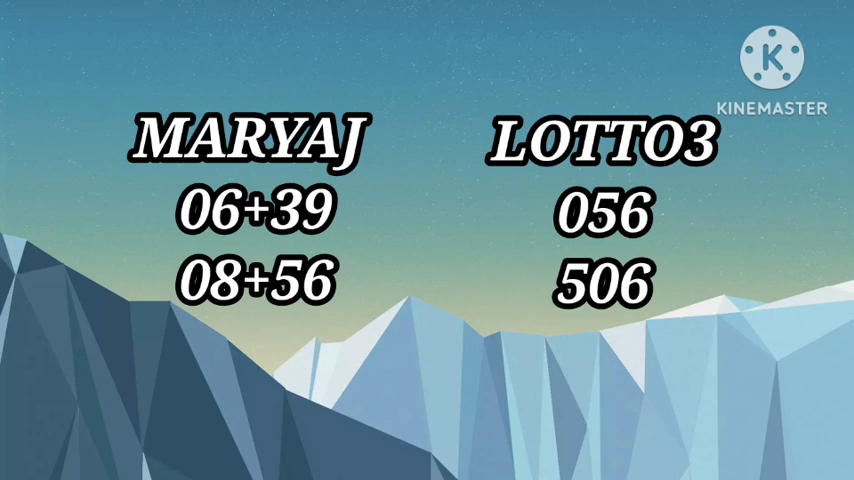 MARYAJ
06+39
08+56
LOTTO3
056
506
K
KINEMASTER